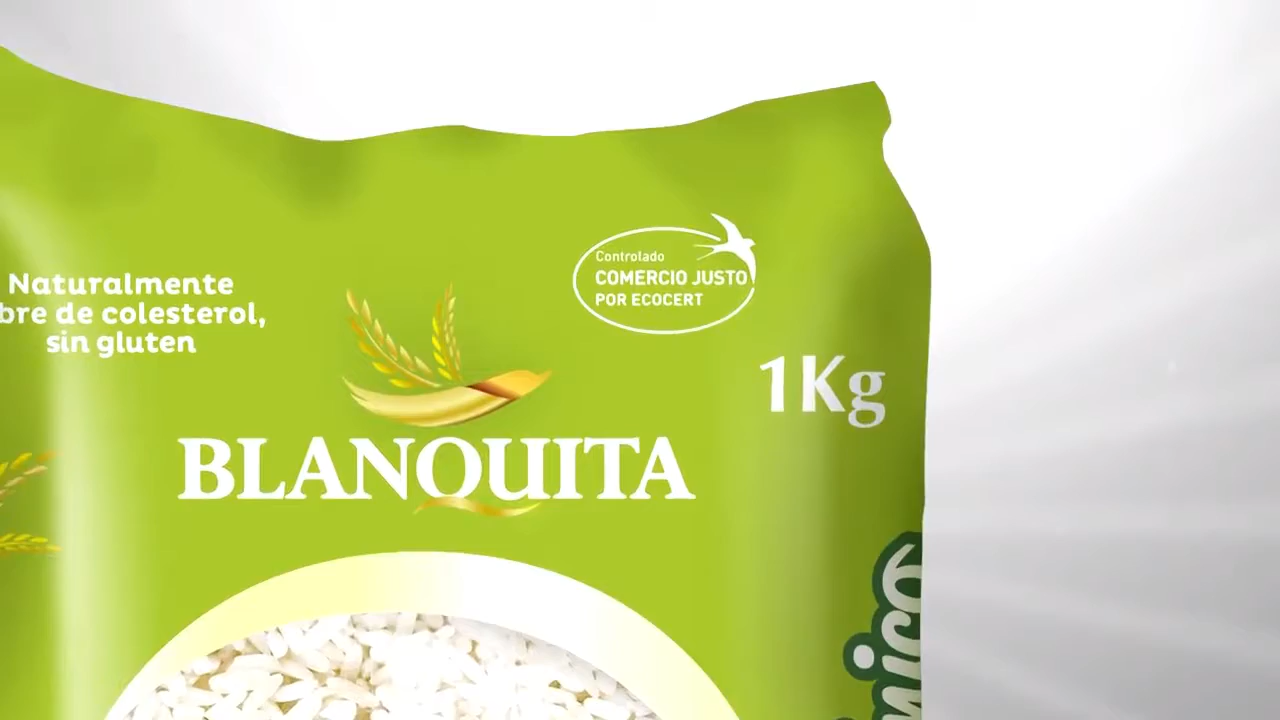 Naturalmente
bre de colesterol,
sin gluten
Controlado
COMERCIO JUSTO
POR ECOCERT
1Kg
BLANQUITA